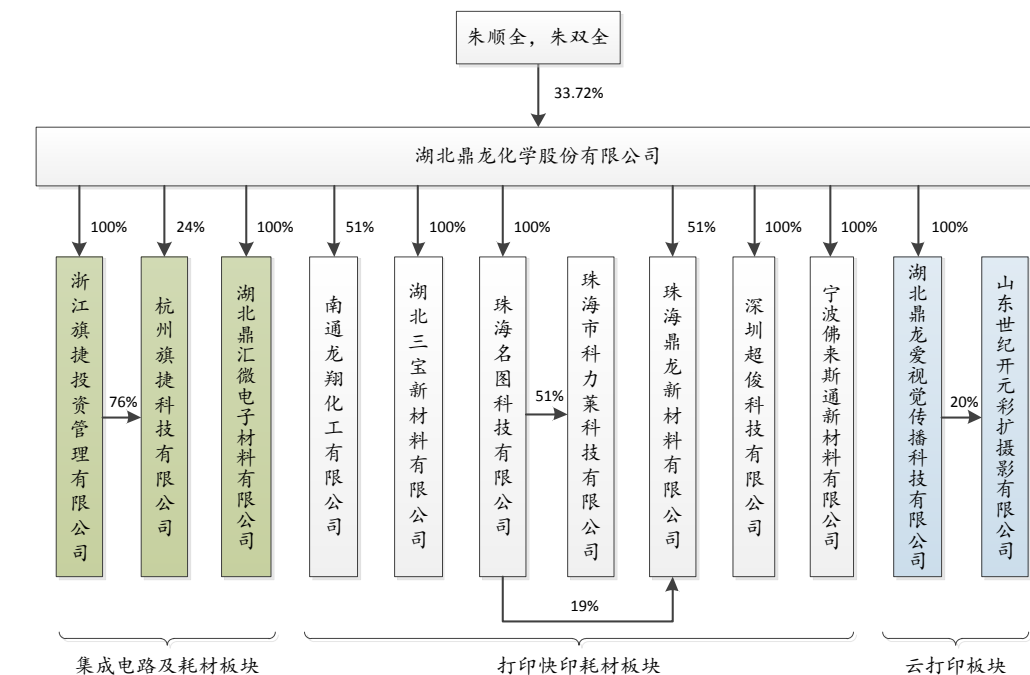 朱顺全，朱双全
33.72%
湖北鼎龙化学股份有限公司
100%
24%
100%
51%
100%
100%
51%
100%
100%
100%
浙江旗捷投资管理有限公司
76%
杭州旗捷科技有限公司
湖北鼎汇微电子材料有限公司
南通龙翔化工有限公司
湖北三宝新材料有限公司
珠海名图科技有限公司
51%
珠海市科力莱科技有限公司
珠海鼎龙新材料有限公司
深圳超俊科技有限公司
宁波佛来斯通新材料有限公司
湖北鼎龙爱视觉传播科技有限公司
20%
山东世纪开元彩扩摄影有限公司
19%
集成电路及耗材板块
打印快印耗材板块
云打印板块